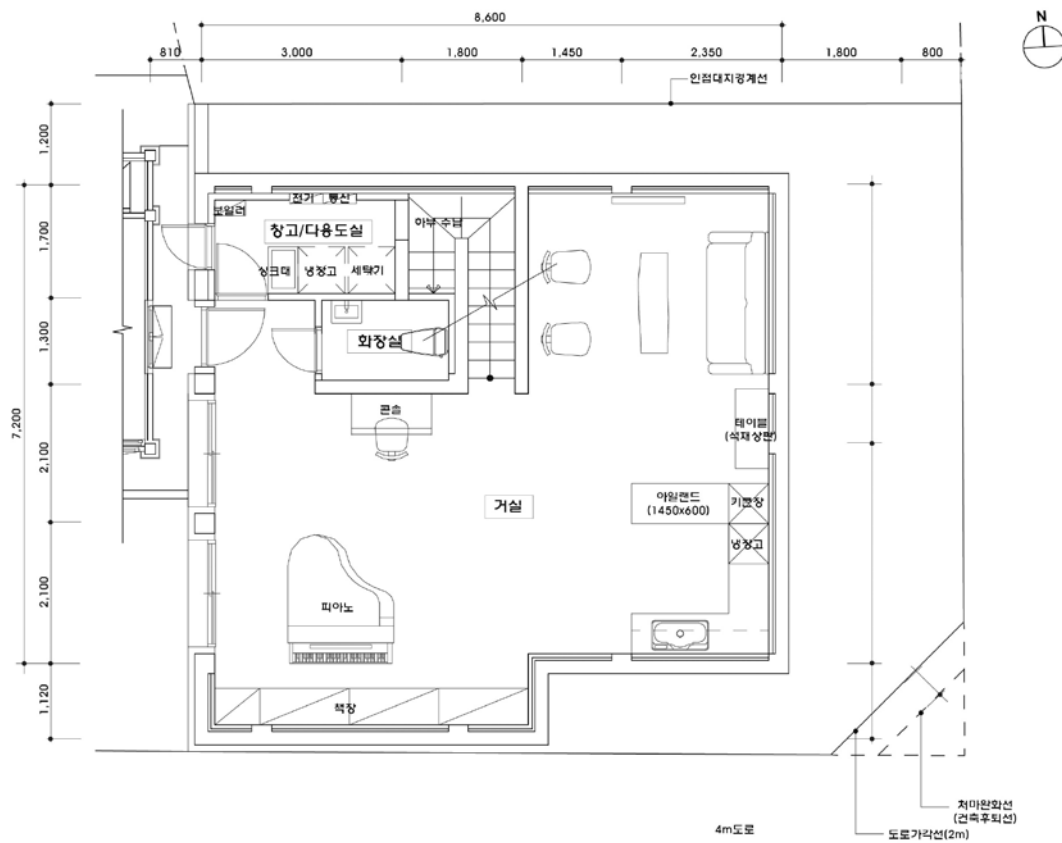 8,600
N
810
3,000
1,800
1,450
2,350
1,800
800
인접대지경계선
1,200
전기
통신
보일러
하부 수납
창고/다용도실
1,700
싱크대
냉장고
세탁기
1,300
화장실
콘솔
테이블
(석재상판)
7,200
2,100
아일랜드
(1450x600)
키큰장
거실
냉장고
2,100
피아노
1,120
책장
처마완화선
(건축후퇴선)
4m도로
도로가각선(2m)